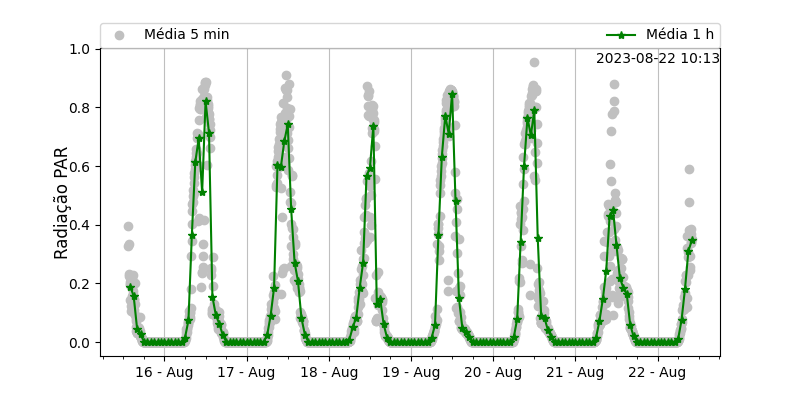 Média 5 min
Média 1 h
2023-08-22 10:13
1.0
0.8
0.6
0.4
0.2
0.0
Radiação PAR
16 - Aug
17 - Aug
18 - Aug
19 - Aug
20 - Aug
21 - Aug
22 - Aug